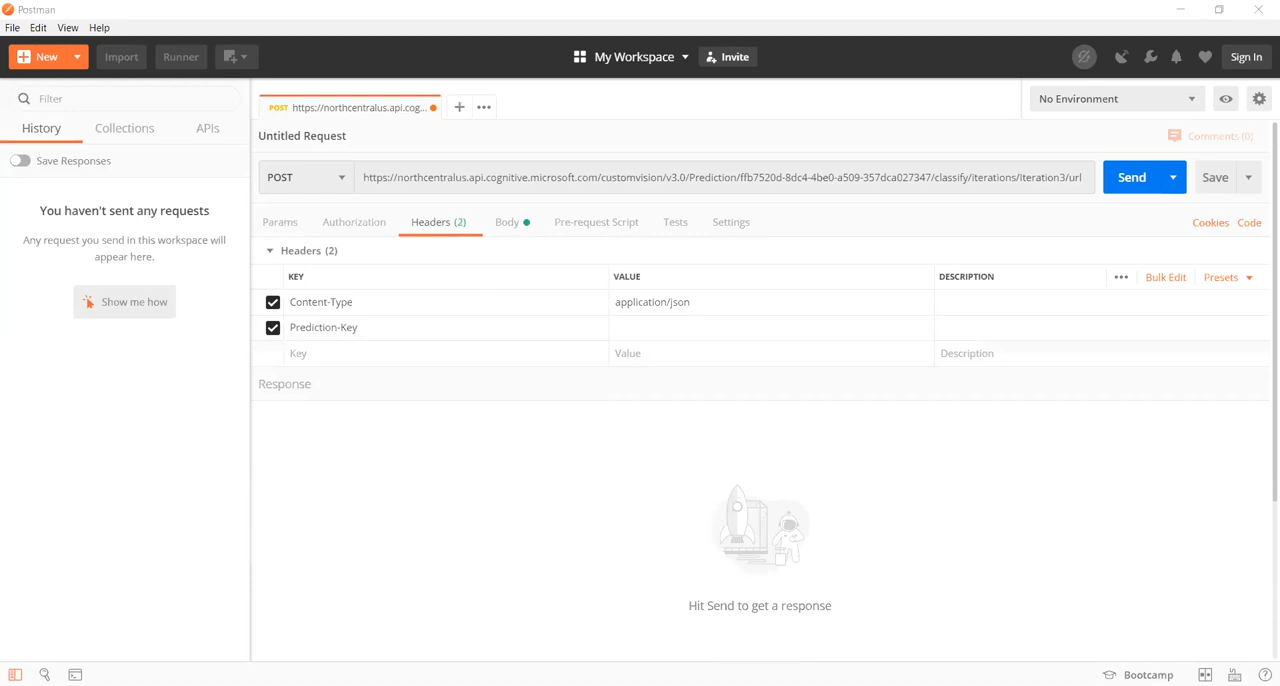 Postman
File Edit View Help
New Import Runner My Workspace Invite Sign In
Filter
History Collections APIs
Save Responses
You haven't sent any requests
Any request you send in this workspace will
appear here.
Show me how
POST https://northcentralus.api.cog...
No Environment
Untitled Request
Comments (0)
POST https://northcentralus.api.cognitive.microsoft.com/customvision/v3.0/Prediction/ffb7520d-8dc4-4be0-a509-357dca027347/classify/iterations/Iteration3/url Send Save
Params Authorization Headers (2) Body Pre-request Script Tests Settings Cookies Code
Headers (2)
KEY VALUE DESCRIPTION Bulk Edit Presets
Content-Type application/json
Prediction-Key
Key Value Description
Response
Hit Send to get a response
Bootcamp